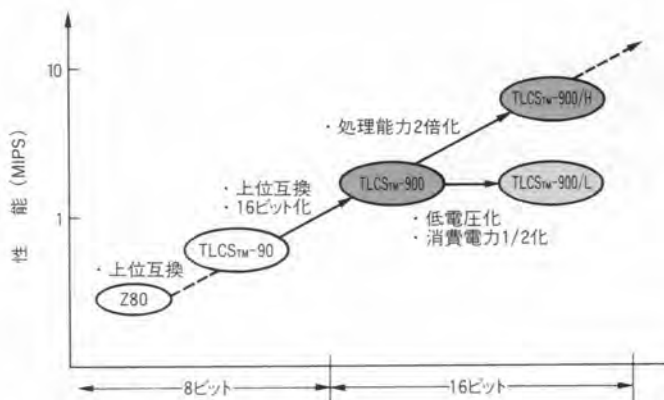 10
1
性 能 (MIPS)
TLCSTM-900/H
・処理能力2倍化
・上位互換
・16ビット化
TLCSTM-900
TLCSTM-900/L
・低電圧化
・消費電力1/2化
TLCSTM-90
・上位互換
Z80
8ビット
16ビット